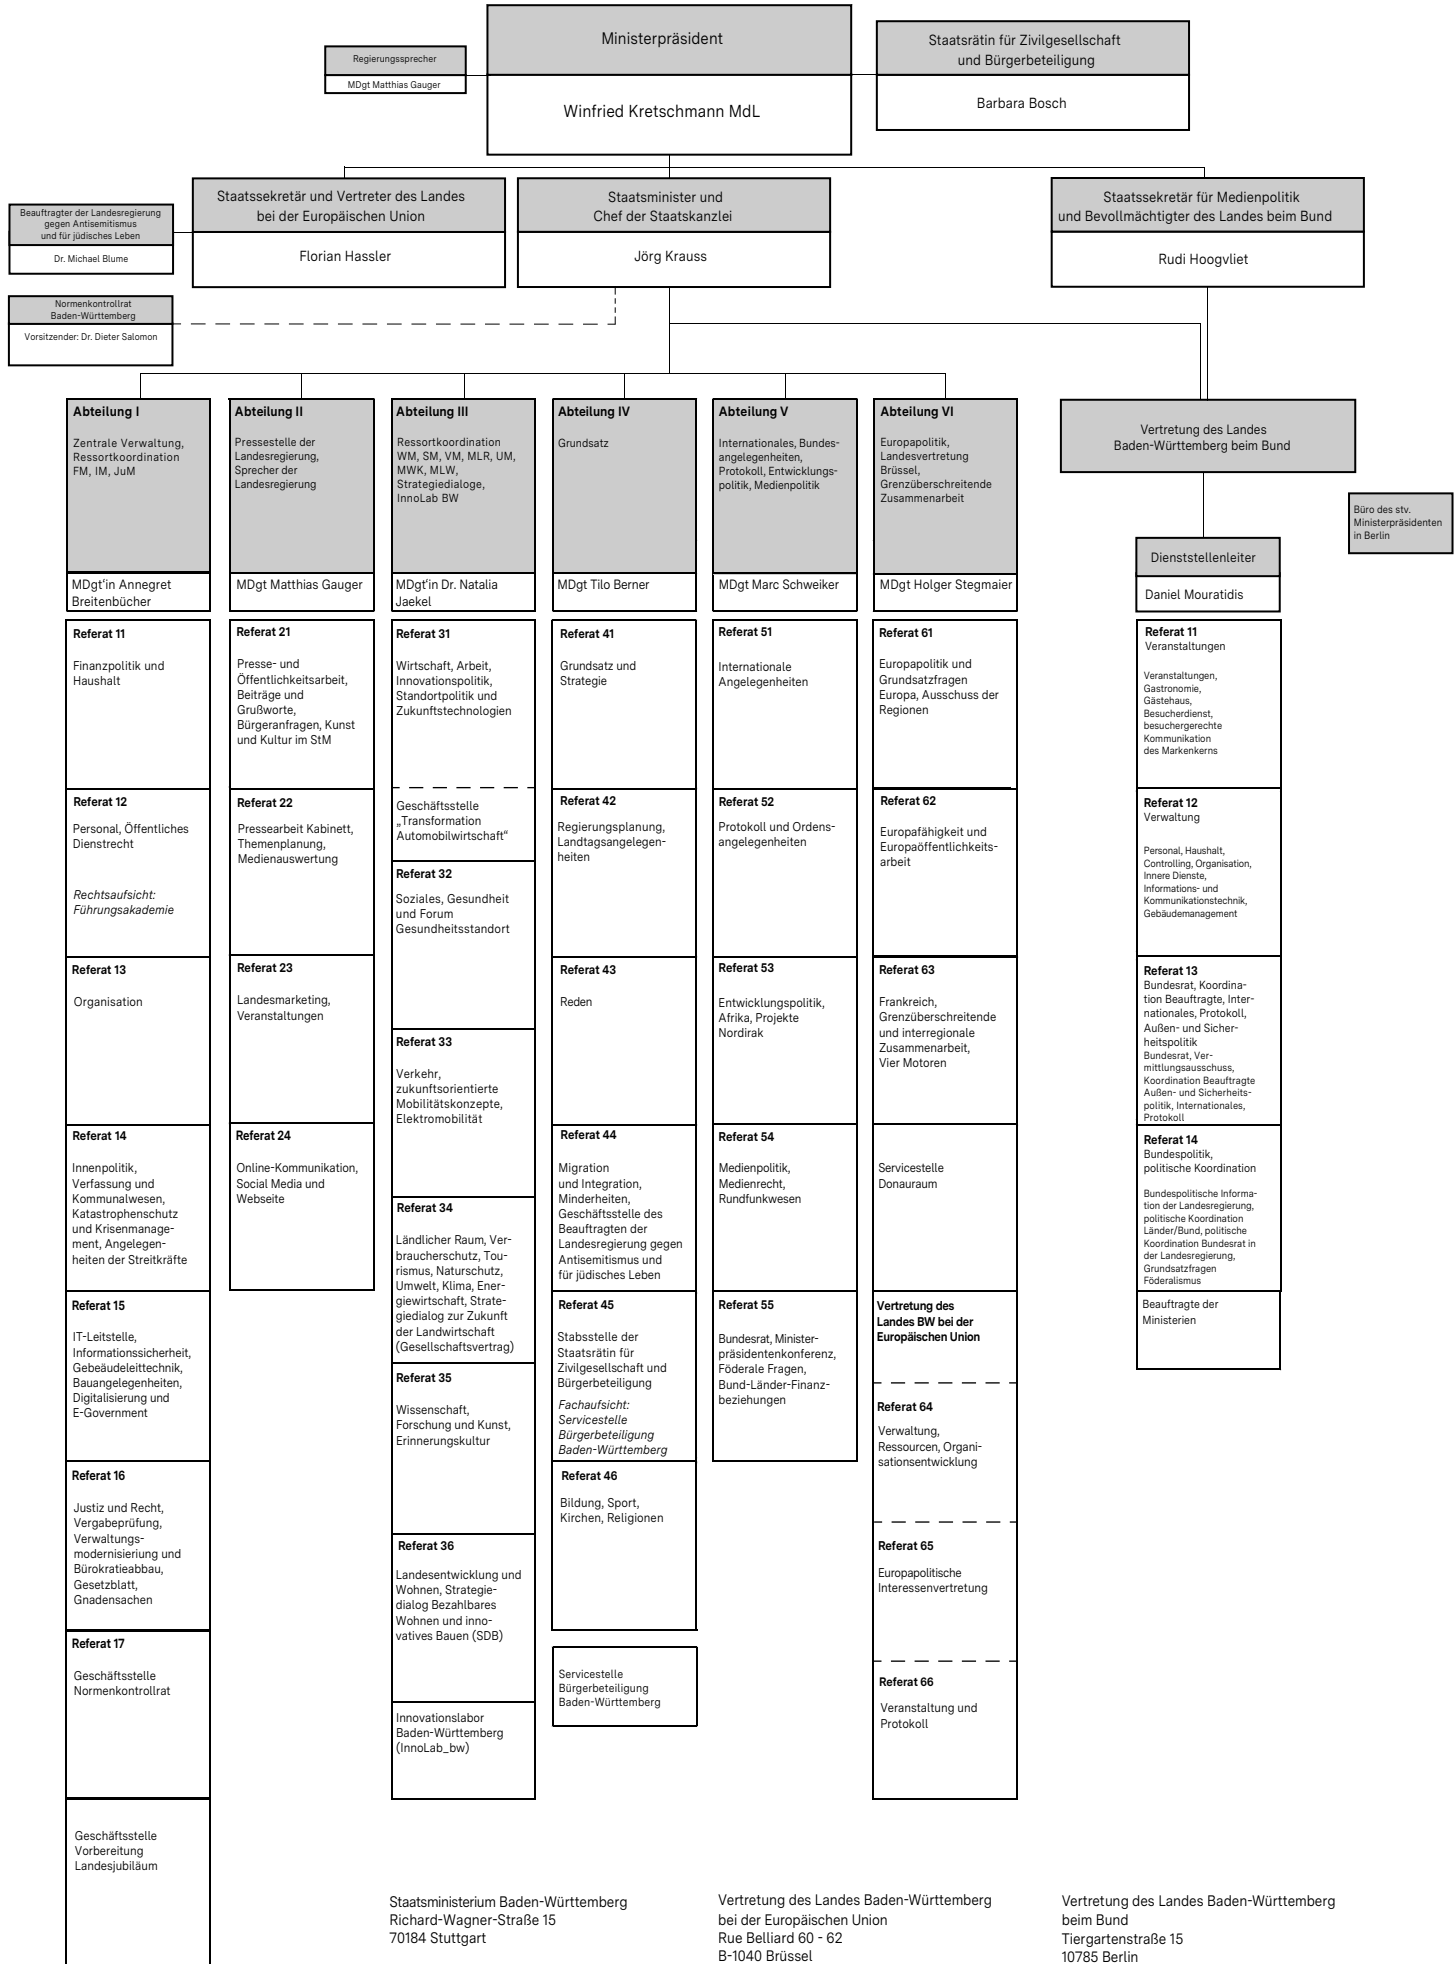 Ministerpräsident
Winfried Kretschmann MdL
Regierungssprecher
MDgt Matthias Gauger
Staatsrätin für Zivilgesellschaft
und Bürgerbeteiligung
Barbara Bosch
Staatssekretär und Vertreter des Landes
bei der Europäischen Union
Florian Hassler
Staatsminister und
Chef der Staatskanzlei
Jörg Krauss
Staatssekretär für Medienpolitik
und Bevollmächtigter des Landes beim Bund
Rudi Hoogvliet
Beauftragter der Landesregierung
gegen Antisemitismus
und für jüdisches Leben
Dr. Michael Blume
Normenkontrollrat
Baden-Württemberg
Vorsitzender: Dr. Dieter Salomon
Abteilung I
Zentrale Verwaltung,
Ressortkoordination
FM, IM, JuM
MDgt‘in Annegret
Breitenbücher
Referat 11
Finanzpolitik und
Haushalt
Referat 12
Personal, Öffentliches
Dienstrecht
Rechtsaufsicht:
Führungsakademie
Referat 13
Organisation
Referat 14
Innenpolitik,
Verfassung und
Kommunalwesen,
Katastrophenschutz
und Krisenmanage-
ment, Angelegen-
heiten der Streitkräfte
Referat 15
IT-Leitstelle,
Informationssicherheit,
Gebeäudeleittechnik,
Bauangelegenheiten,
Digitalisierung und
E-Government
Referat 16
Justiz und Recht,
Vergabeprüfung,
Verwaltungs-
modernisieriung und
Bürokratieabbau,
Gesetzblatt,
Gnadensachen
Referat 17
Geschäftsstelle
Normenkontrollrat
Geschäftsstelle
Vorbereitung
Landesjubiläum
Abteilung II
Pressestelle der
Landesregierung,
Sprecher der
Landesregierung
MDgt Matthias Gauger
Referat 21
Presse- und
Öffentlichkeitsarbeit,
Beiträge und
Grußworte,
Bürgeranfragen, Kunst
und Kultur im StM
Referat 22
Pressearbeit Kabinett,
Themenplanung,
Medienauswertung
Referat 23
Landesmarketing,
Veranstaltungen
Referat 24
Online-Kommunikation,
Social Media und
Webseite
Abteilung III
Ressortkoordination
WM, SM, VM, MLR, UM,
MWK, MLW,
Strategiedialoge,
InnoLab BW
MDgt‘in Dr. Natalia
Jaekel
Referat 31
Wirtschaft, Arbeit,
Innovationspolitik,
Standortpolitik und
Zukunftstechnologien
Geschäftsstelle
„Transformation
Automobilwirtschaft“
Referat 32
Soziales, Gesundheit
und Forum
Gesundheitsstandort
Referat 33
Verkehr,
zukunftsorientierte
Mobilitätskonzepte,
Elektromobilität
Referat 34
Ländlicher Raum, Ver-
braucherschutz, Tou-
rismus, Naturschutz,
Umwelt, Klima, Ener-
giewirtschaft, Strate-
giedialog zur Zukunft
der Landwirtschaft
(Gesellschaftsvertrag)
Referat 35
Wissenschaft,
Forschung und Kunst,
Erinnerungskultur
Referat 36
Landesentwicklung und
Wohnen, Strategie-
dialog Bezahlbares
Wohnen und inno-
vatives Bauen (SDB)
Innovationslabor
Baden-Württemberg
(InnoLab_bw)
Abteilung IV
Grundsatz
MDgt Tilo Berner
Referat 41
Grundsatz und
Strategie
Referat 42
Regierungsplanung,
Landtagsangelegen-
heiten
Referat 43
Reden
Referat 44
Migration
und Integration,
Minderheiten,
Geschäftsstelle des
Beauftragten der
Landesregierung gegen
Antisemitismus und
für jüdisches Leben
Referat 45
Stabsstelle der
Staatsrätin für
Zivilgesellschaft und
Bürgerbeteiligung
Fachaufsicht:
Servicestelle
Bürgerbeteiligung
Baden-Württemberg
Referat 46
Bildung, Sport,
Kirchen, Religionen
Servicestelle
Bürgerbeteiligung
Baden-Württemberg
Abteilung V
Internationales, Bundes-
angelegenheiten,
Protokoll, Entwicklungs-
politik, Medienpolitik
MDgt Marc Schweiker
Referat 51
Internationale
Angelegenheiten
Referat 52
Protokoll und Ordens-
angelegenheiten
Referat 53
Entwicklungspolitik,
Afrika, Projekte
Nordirak
Referat 54
Medienpolitik,
Medienrecht,
Rundfunkwesen
Referat 55
Bundesrat, Minister-
präsidentenkonferenz,
Föderale Fragen,
Bund-Länder-Finanz-
beziehungen
Abteilung VI
Europapolitik,
Landesvertretung
Brüssel,
Grenzüberschreitende
Zusammenarbeit
MDgt Holger Stegmaier
Referat 61
Europapolitik und
Grundsatzfragen
Europa, Ausschuss der
Regionen
Referat 62
Europafähigkeit und
Europaöffentlichkeits-
arbeit
Referat 63
Frankreich,
Grenzüberschreitende
und interregionale
Zusammenarbeit,
Vier Motoren
Servicestelle
Donauraum
Vertretung des
Landes BW bei der
Europäischen Union
Referat 64
Verwaltung,
Ressourcen, Organi-
sationsentwicklung
Referat 65
Europapolitische
Interessenvertretung
Referat 66
Veranstaltung und
Protokoll
Vertretung des Landes
Baden-Württemberg beim Bund
Büro des stv.
Ministerpräsidenten
in Berlin
Dienststellenleiter
Daniel Mouratidis
Referat 11
Veranstaltungen
Veranstaltungen,
Gastronomie,
Gästehaus,
Besucherdienst,
besuchergerechte
Kommunikation
des Markenkerns
Referat 12
Verwaltung
Personal, Haushalt,
Controlling, Organisation,
Innere Dienste,
Informations- und
Kommunikationstechnik,
Gebäudemanagement
Referat 13
Bundesrat, Koordina-
tion Beauftragte, Inter-
nationales, Protokoll,
Außen- und Sicher-
heitspolitik
Bundesrat, Ver-
mittlungsausschuss,
Koordination Beauftragte
Außen- und Sicherheits-
politik, Internationales,
Protokoll
Referat 14
Bundespolitik,
politische Koordination
Bundespolitische Informa-
tion der Landesregierung,
politische Koordination
Länder/Bund, politische
Koordination Bundesrat in
der Landesregierung,
Grundsatzfragen
Föderalismus
Beauftragte der
Ministerien
Staatsministerium Baden-Württemberg
Richard-Wagner-Straße 15
70184 Stuttgart
Vertretung des Landes Baden-Württemberg
bei der Europäischen Union
Rue Belliard 60 - 62
B-1040 Brüssel
Vertretung des Landes Baden-Württemberg
beim Bund
Tiergartenstraße 15
10785 Berlin